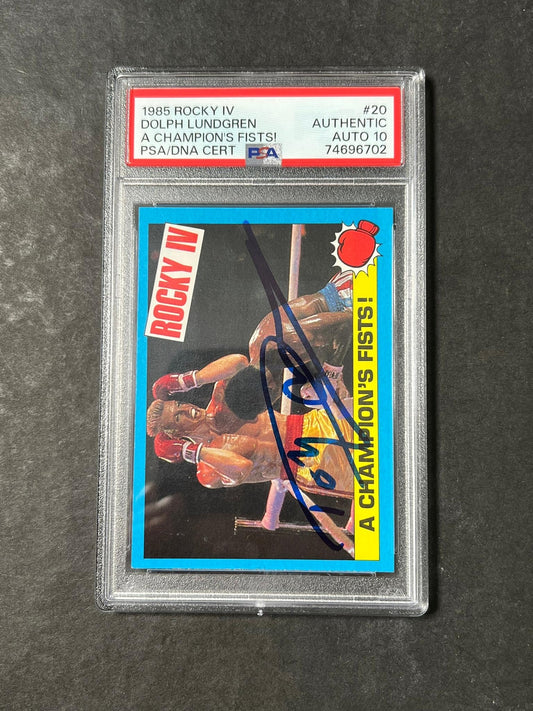 1985 ROCKY IV #20
DOLPH LUNDGREN AUTHENTIC
A CHAMPION'S FISTS! AUTO 10
PSA/DNA CERT PSA 74696702
ROCKY IV
A CHAMPION'S FISTS!